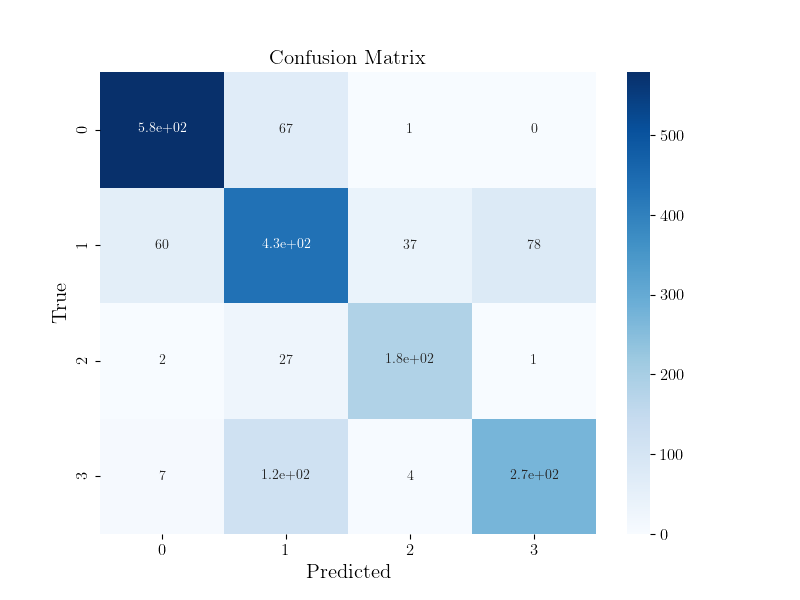 Confusion Matrix
0 5.8e+02 67 1 0
1 60 4.3e+02 37 78
2 2 27 1.8e+02 1
3 7 1.2e+02 4 2.7e+02
0 1 2 3
True
Predicted
500
400
300
200
100
0